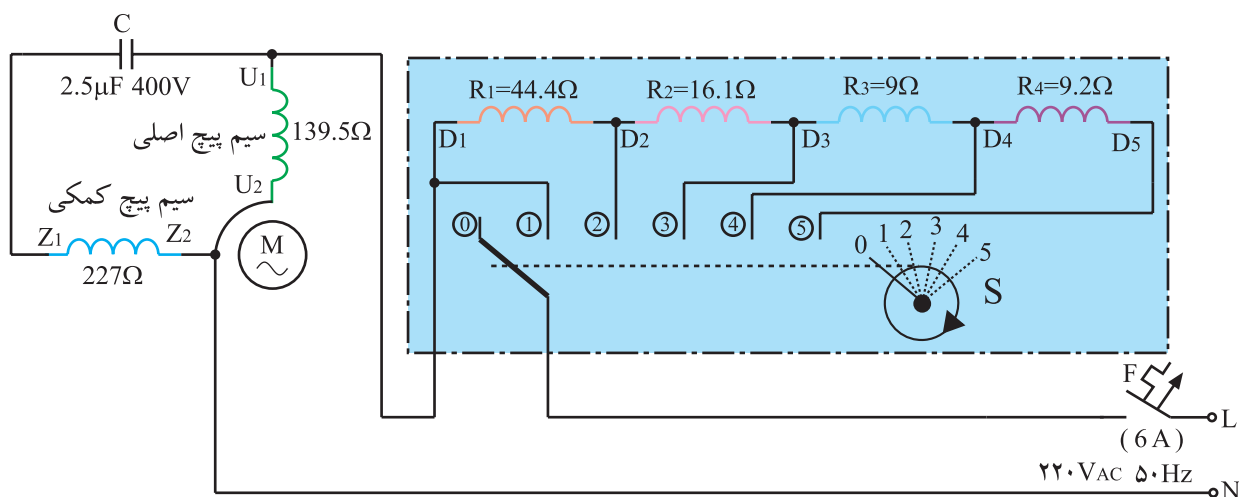 C
2.5µF 400V
U1
سیم پیچ اصلی
139.5Ω
U2
سیم پیچ کمکی
Z1
Z2
227Ω
M
R1=44.4Ω
R2=16.1Ω
R3=9Ω
R4=9.2Ω
D1
D2
D3
D4
D5
0
1
2
3
4
5
0
1
2
3
4
5
S
F
L
(6A)
۲۲۰VAC ۵۰Hz
N